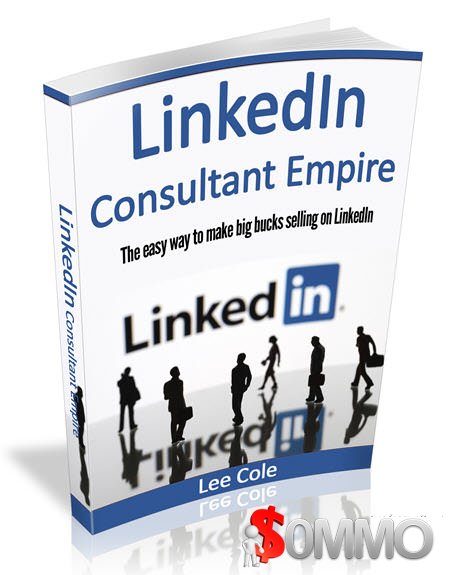 LinkedIn
Consultant Empire
The easy way to make big bucks selling on LinkedIn
Linked in
Lee Cole
LinkedIn Consultant Empire
$OMMO